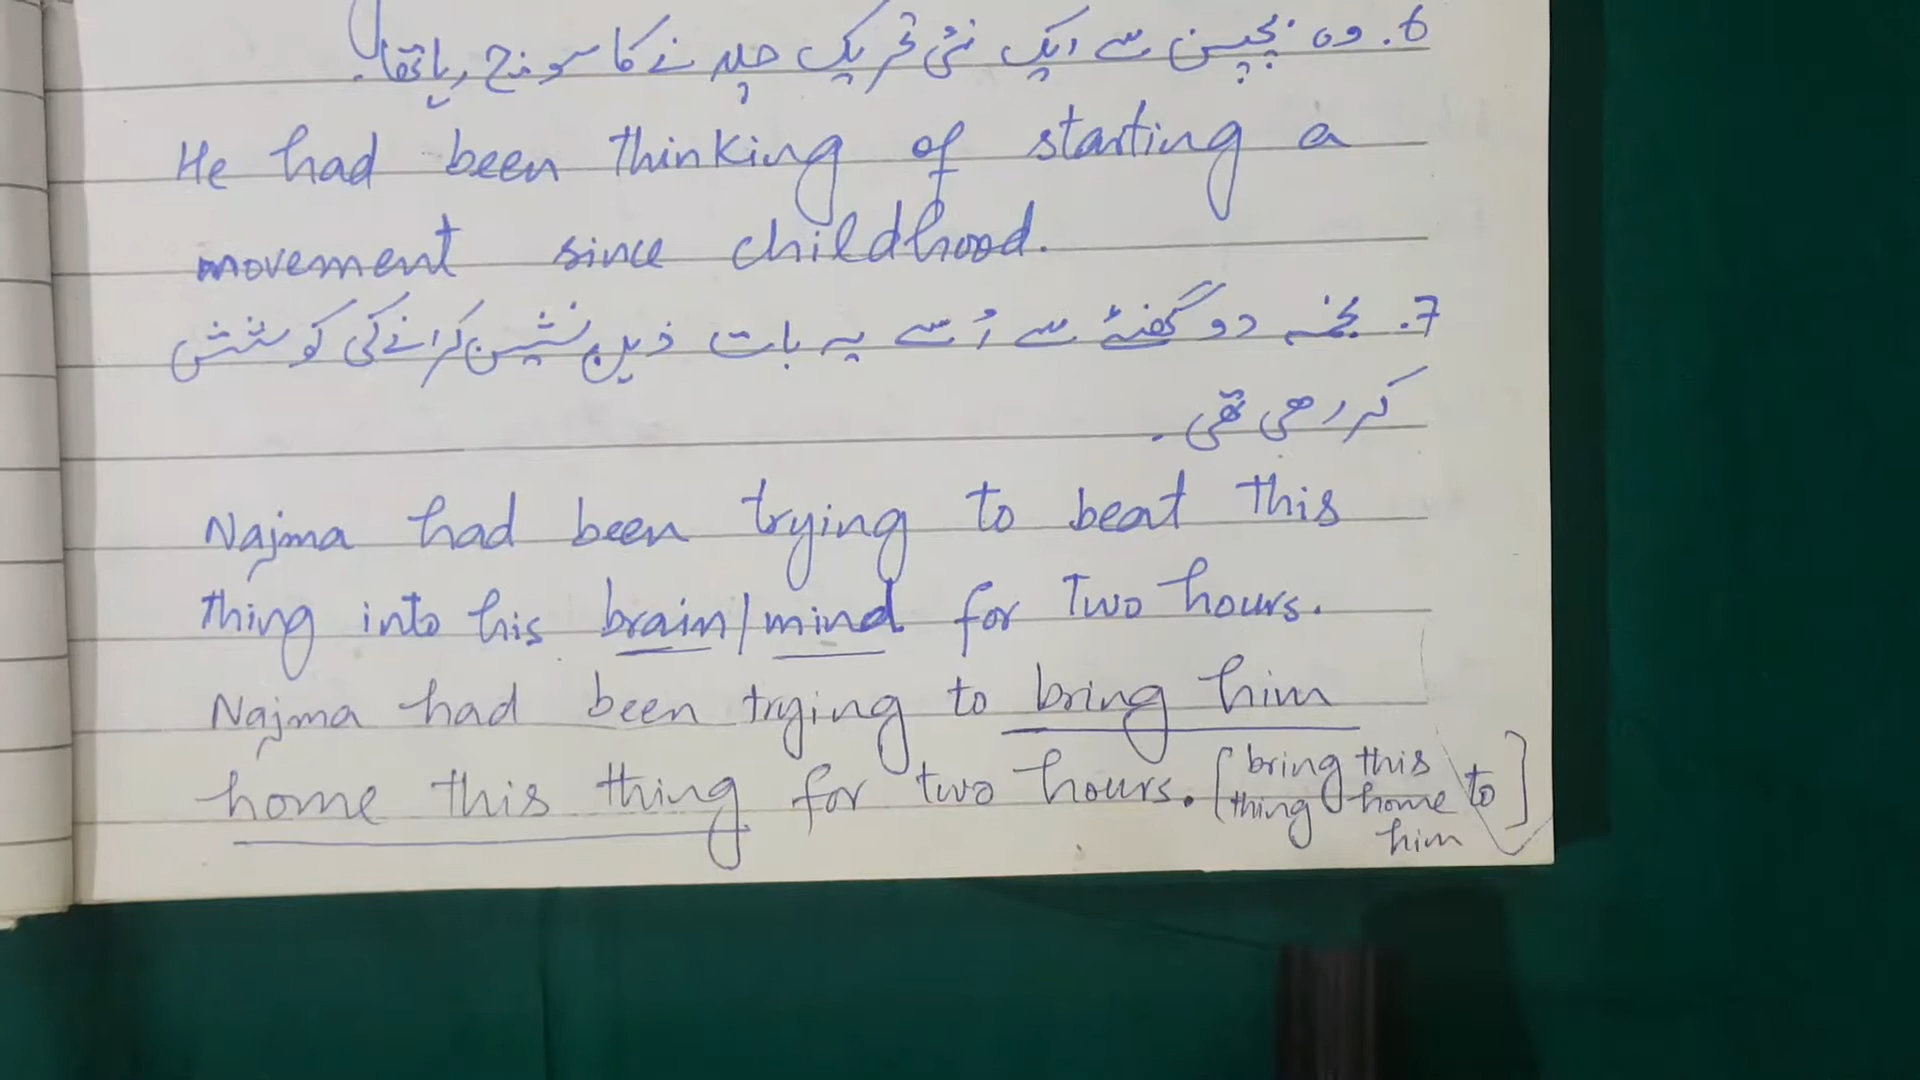 6. وہ بچپن سے ایک نئی تحریک چلانے کا سونچ رہا تھا۔
He had been thinking of starting a
movement since childhood.
7. نجمہ دو گھنٹے سے اُسے یہ بات ذہن نشین کرانے کی کوشش
کر رھی تھی۔
Najma had been trying to beat this
thing into his brain/mind for two hours.
Najma had been trying to bring him
home this thing for two hours. [bring this
thing home to
him]